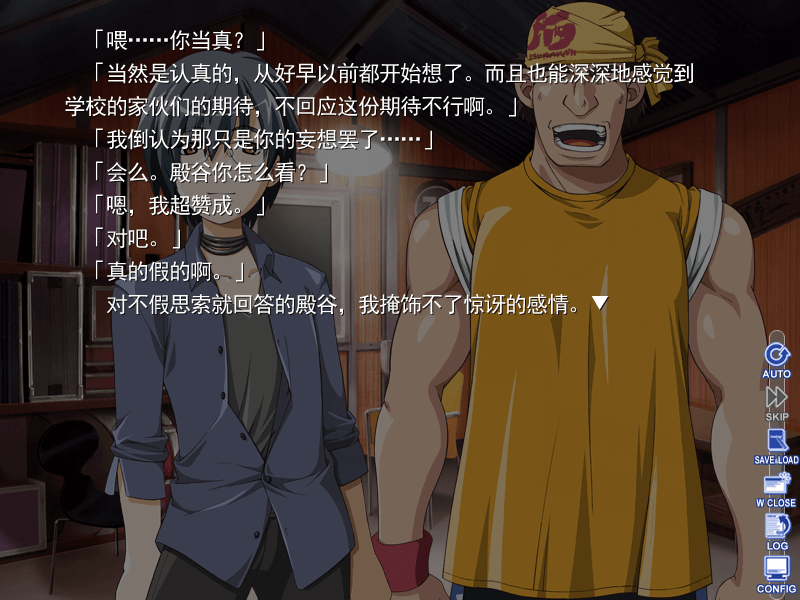 「喂……你当真？」
「当然是认真的，从好早以前都开始想了。而且也能深深地感觉到
学校的家伙们的期待，不回应这份期待不行啊。」
「我倒认为那只是你的妄想罢了……」
「会么。殿谷你怎么看？」
「嗯，我超赞成。」
「对吧。」
「真的假的啊。」
对不假思索就回答的殿谷，我掩饰不了惊讶的感情。▼
AUTO
SKIP
SAVE&LOAD
W CLOSE
LOG
CONFIG